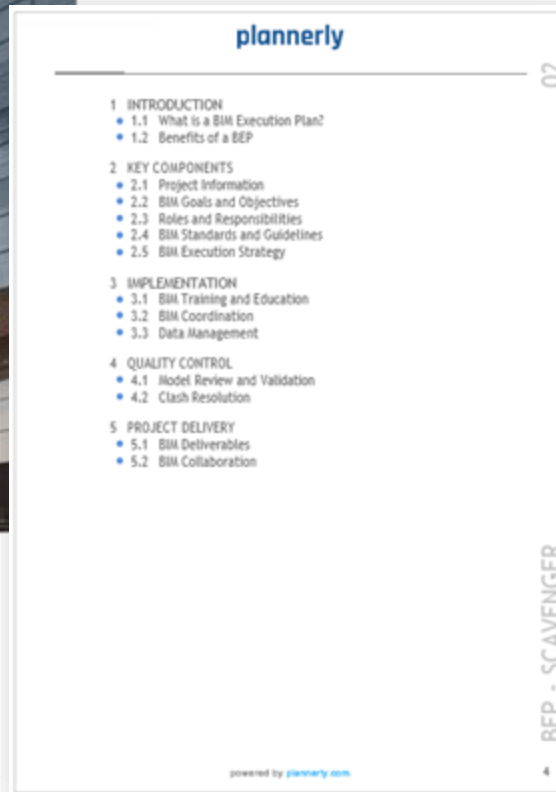 plannerly
02
1 INTRODUCTION
• 1.1 What is a BIM Execution Plan?
• 1.2 Benefits of a BEP
2 KEY COMPONENTS
• 2.1 Project Information
• 2.2 BIM Goals and Objectives
• 2.3 Roles and Responsibilities
• 2.4 BIM Standards and Guidelines
• 2.5 BIM Execution Strategy
3 IMPLEMENTATION
• 3.1 BIM Training and Education
• 3.2 BIM Coordination
• 3.3 Data Management
4 QUALITY CONTROL
• 4.1 Model Review and Validation
• 4.2 Clash Resolution
5 PROJECT DELIVERY
• 5.1 BIM Deliverables
• 5.2 BIM Collaboration
BEP - SCAVENGER
powered by plannerly.com
4